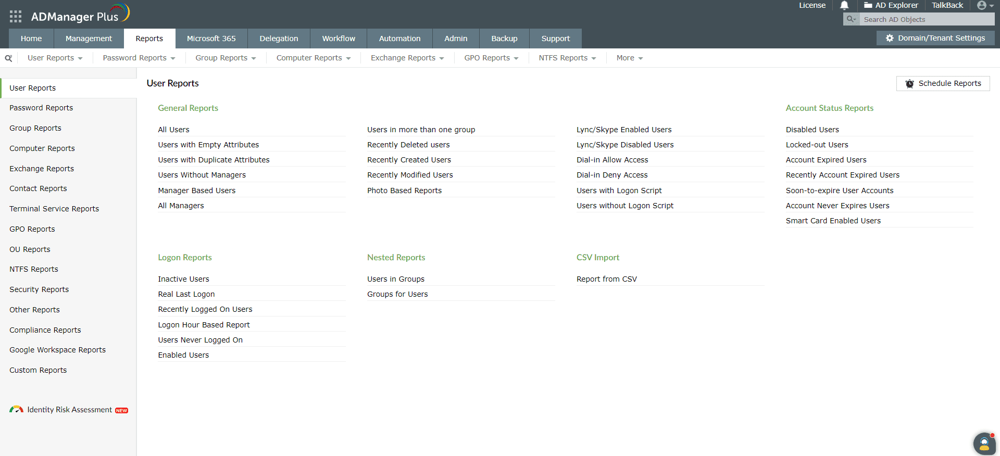 License
AD Explorer
TalkBack
ADManager Plus
Search AD Objects
Home
Management
Reports
Microsoft 365
Delegation
Workflow
Automation
Admin
Backup
Support
Domain/Tenant Settings
User Reports
Password Reports
Group Reports
Computer Reports
Exchange Reports
GPO Reports
NTFS Reports
More
User Reports
Password Reports
Group Reports
Computer Reports
Exchange Reports
Contact Reports
Terminal Service Reports
GPO Reports
OU Reports
NTFS Reports
Security Reports
Other Reports
Compliance Reports
Google Workspace Reports
Custom Reports
Identity Risk Assessment NEW
User Reports
Schedule Reports
General Reports
All Users
Users with Empty Attributes
Users with Duplicate Attributes
Users Without Managers
Manager Based Users
All Managers
Users in more than one group
Recently Deleted users
Recently Created Users
Recently Modified Users
Photo Based Reports
Lync/Skype Enabled Users
Lync/Skype Disabled Users
Dial-in Allow Access
Dial-in Deny Access
Users with Logon Script
Users without Logon Script
Account Status Reports
Disabled Users
Locked-out Users
Account Expired Users
Recently Account Expired Users
Soon-to-expire User Accounts
Account Never Expires Users
Smart Card Enabled Users
Logon Reports
Inactive Users
Real Last Logon
Recently Logged On Users
Logon Hour Based Report
Users Never Logged On
Enabled Users
Nested Reports
Users in Groups
Groups for Users
CSV Import
Report from CSV